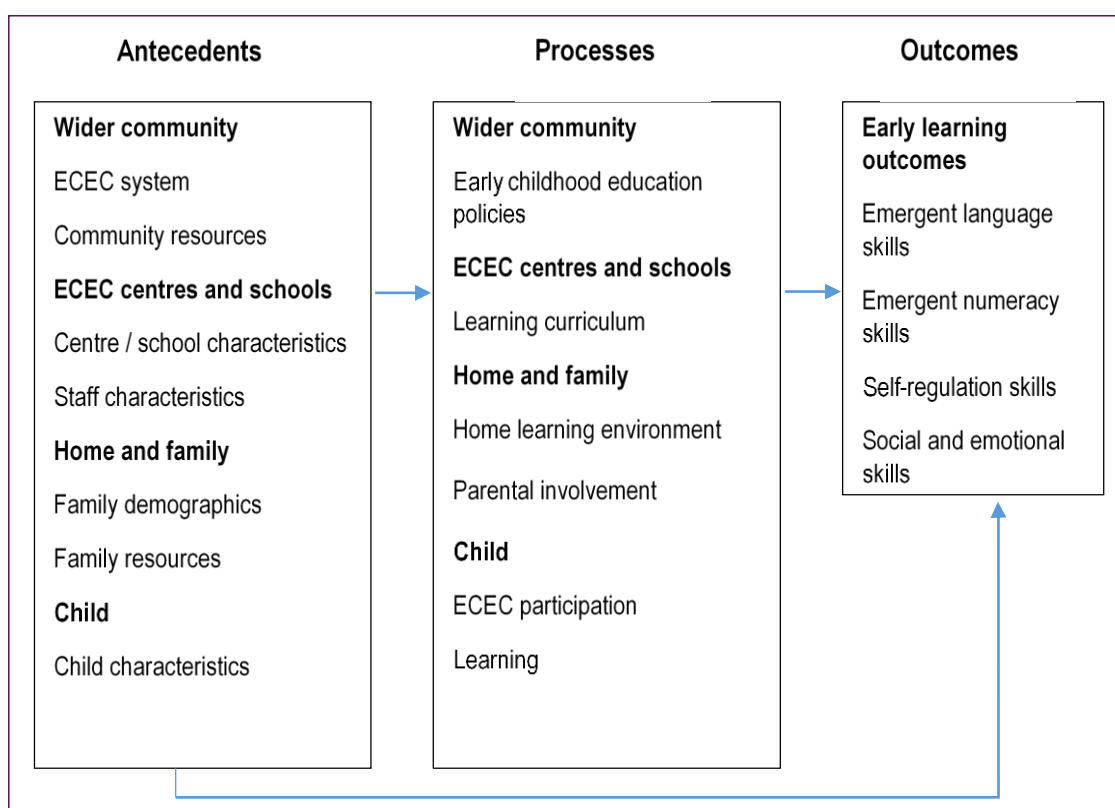 Antecedents
Wider community
ECEC system
Community resources
ECEC centres and schools
Centre / school characteristics
Staff characteristics
Home and family
Family demographics
Family resources
Child
Child characteristics
Processes
Wider community
Early childhood education
policies
ECEC centres and schools
Learning curriculum
Home and family
Home learning environment
Parental involvement
Child
ECEC participation
Learning
Outcomes
Early learning
outcomes
Emergent language
skills
Emergent numeracy
skills
Self-regulation skills
Social and emotional
skills